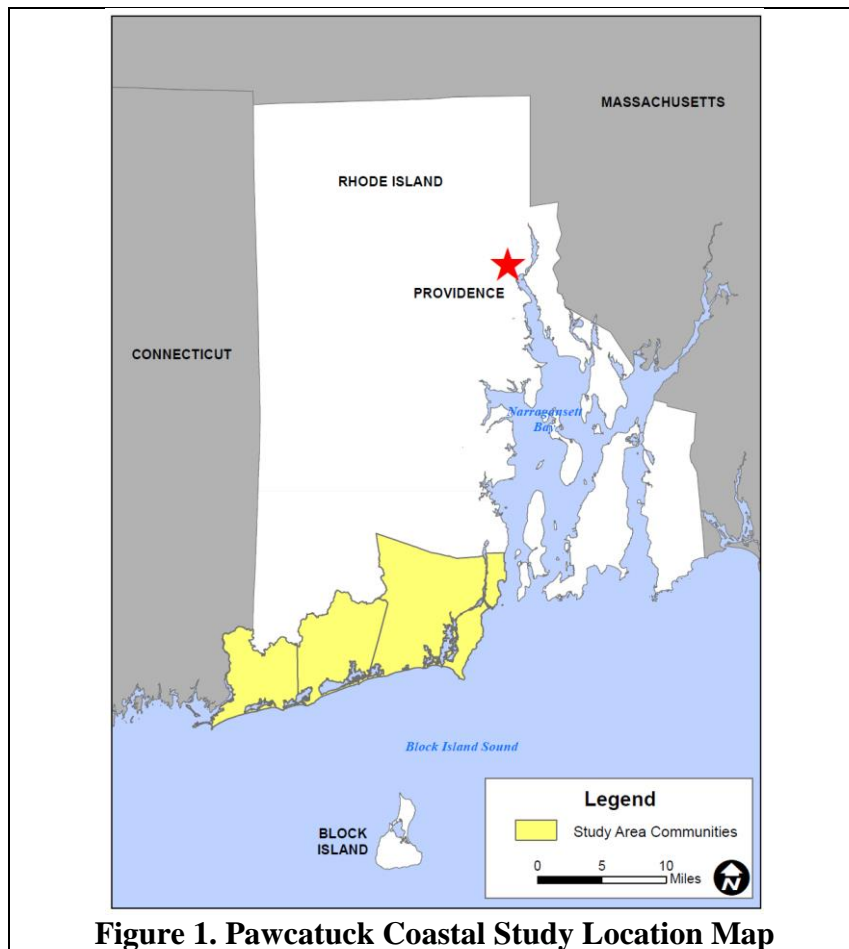 MASSACHUSETTS
RHODE ISLAND
PROVIDENCE
CONNECTICUT
Narragansett
Bay
Block Island Sound
BLOCK
ISLAND
Legend
Study Area Communities
0 5 10
Miles
N
Figure 1. Pawcatuck Coastal Study Location Map